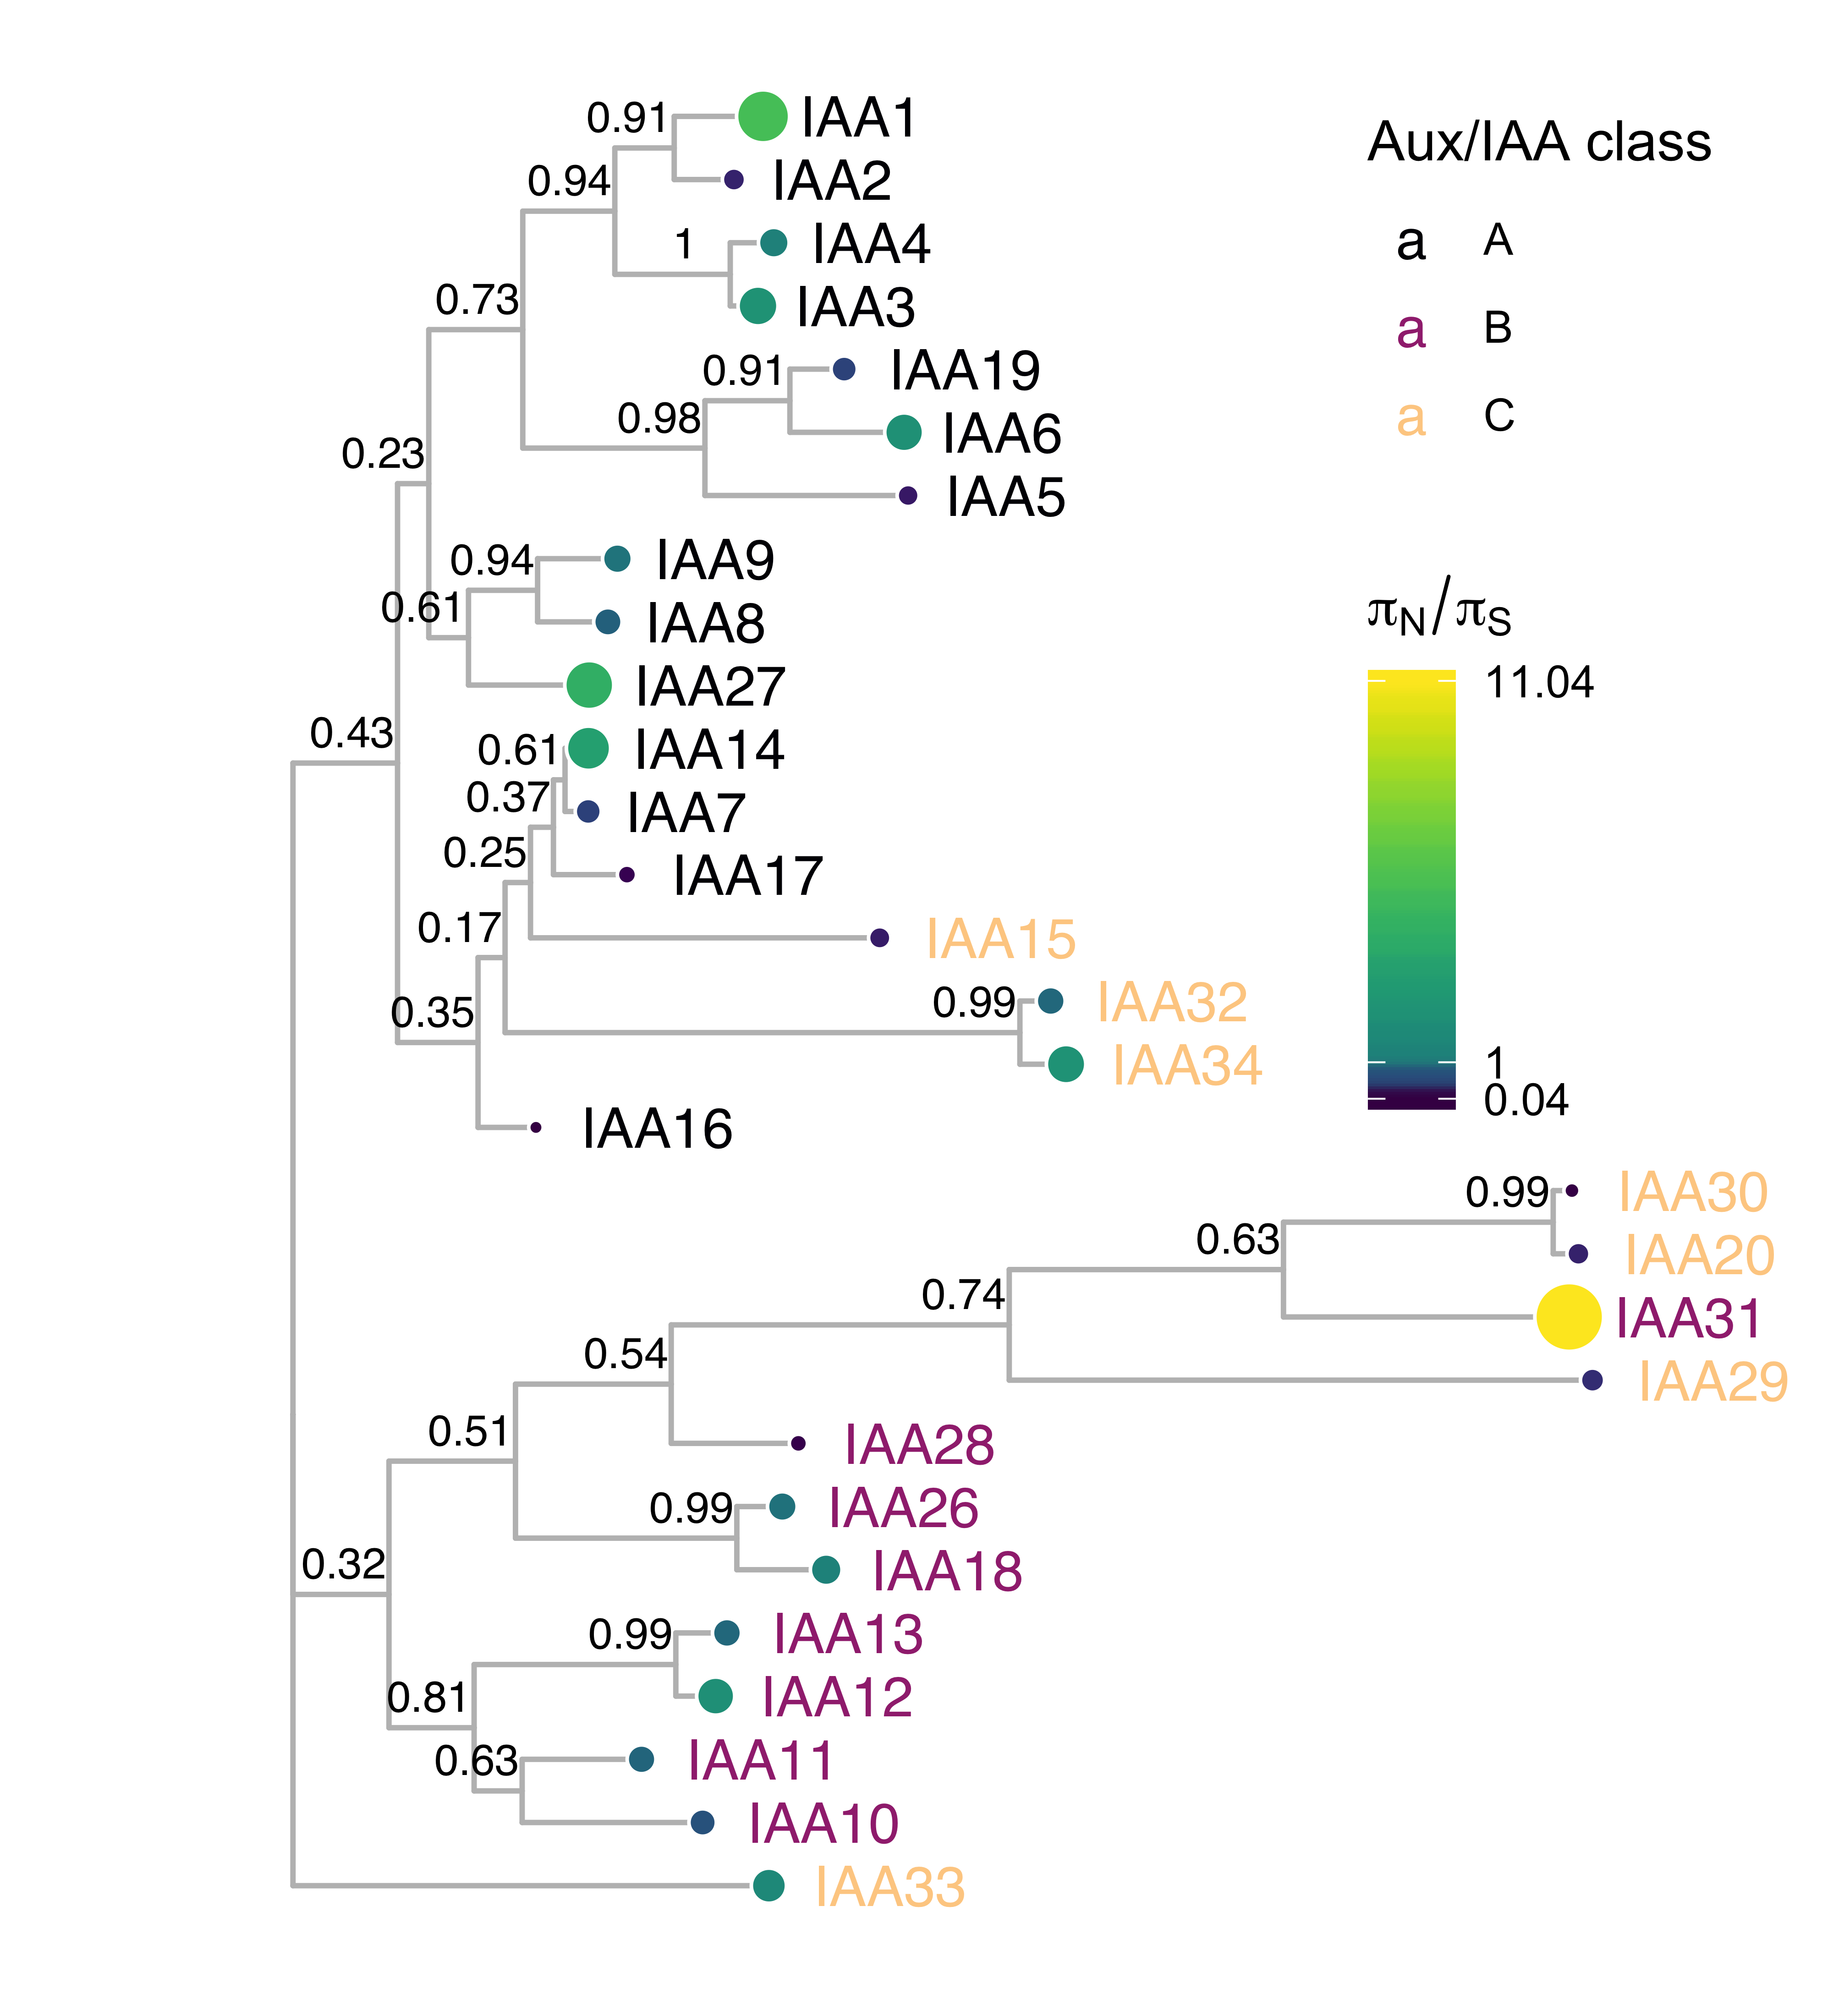 0.91
IAA1
0.94
IAA2
1
IAA4
0.73
IAA3
0.91
IAA19
0.98
IAA6
0.23
IAA5
0.94
IAA9
0.61
IAA8
IAA27
0.43
0.61
IAA14
0.37
IAA7
0.25
IAA17
0.17
IAA15
0.99
IAA32
0.35
IAA34
IAA16
0.99
IAA30
0.63
IAA20
0.74
IAA31
0.54
IAA29
0.51
IAA28
0.99
IAA26
0.32
IAA18
0.99
IAA13
0.81
IAA12
0.63
IAA11
IAA10
IAA33
Aux/IAA class
a A
a B
a C
πN/πS
11.04
1
0.04